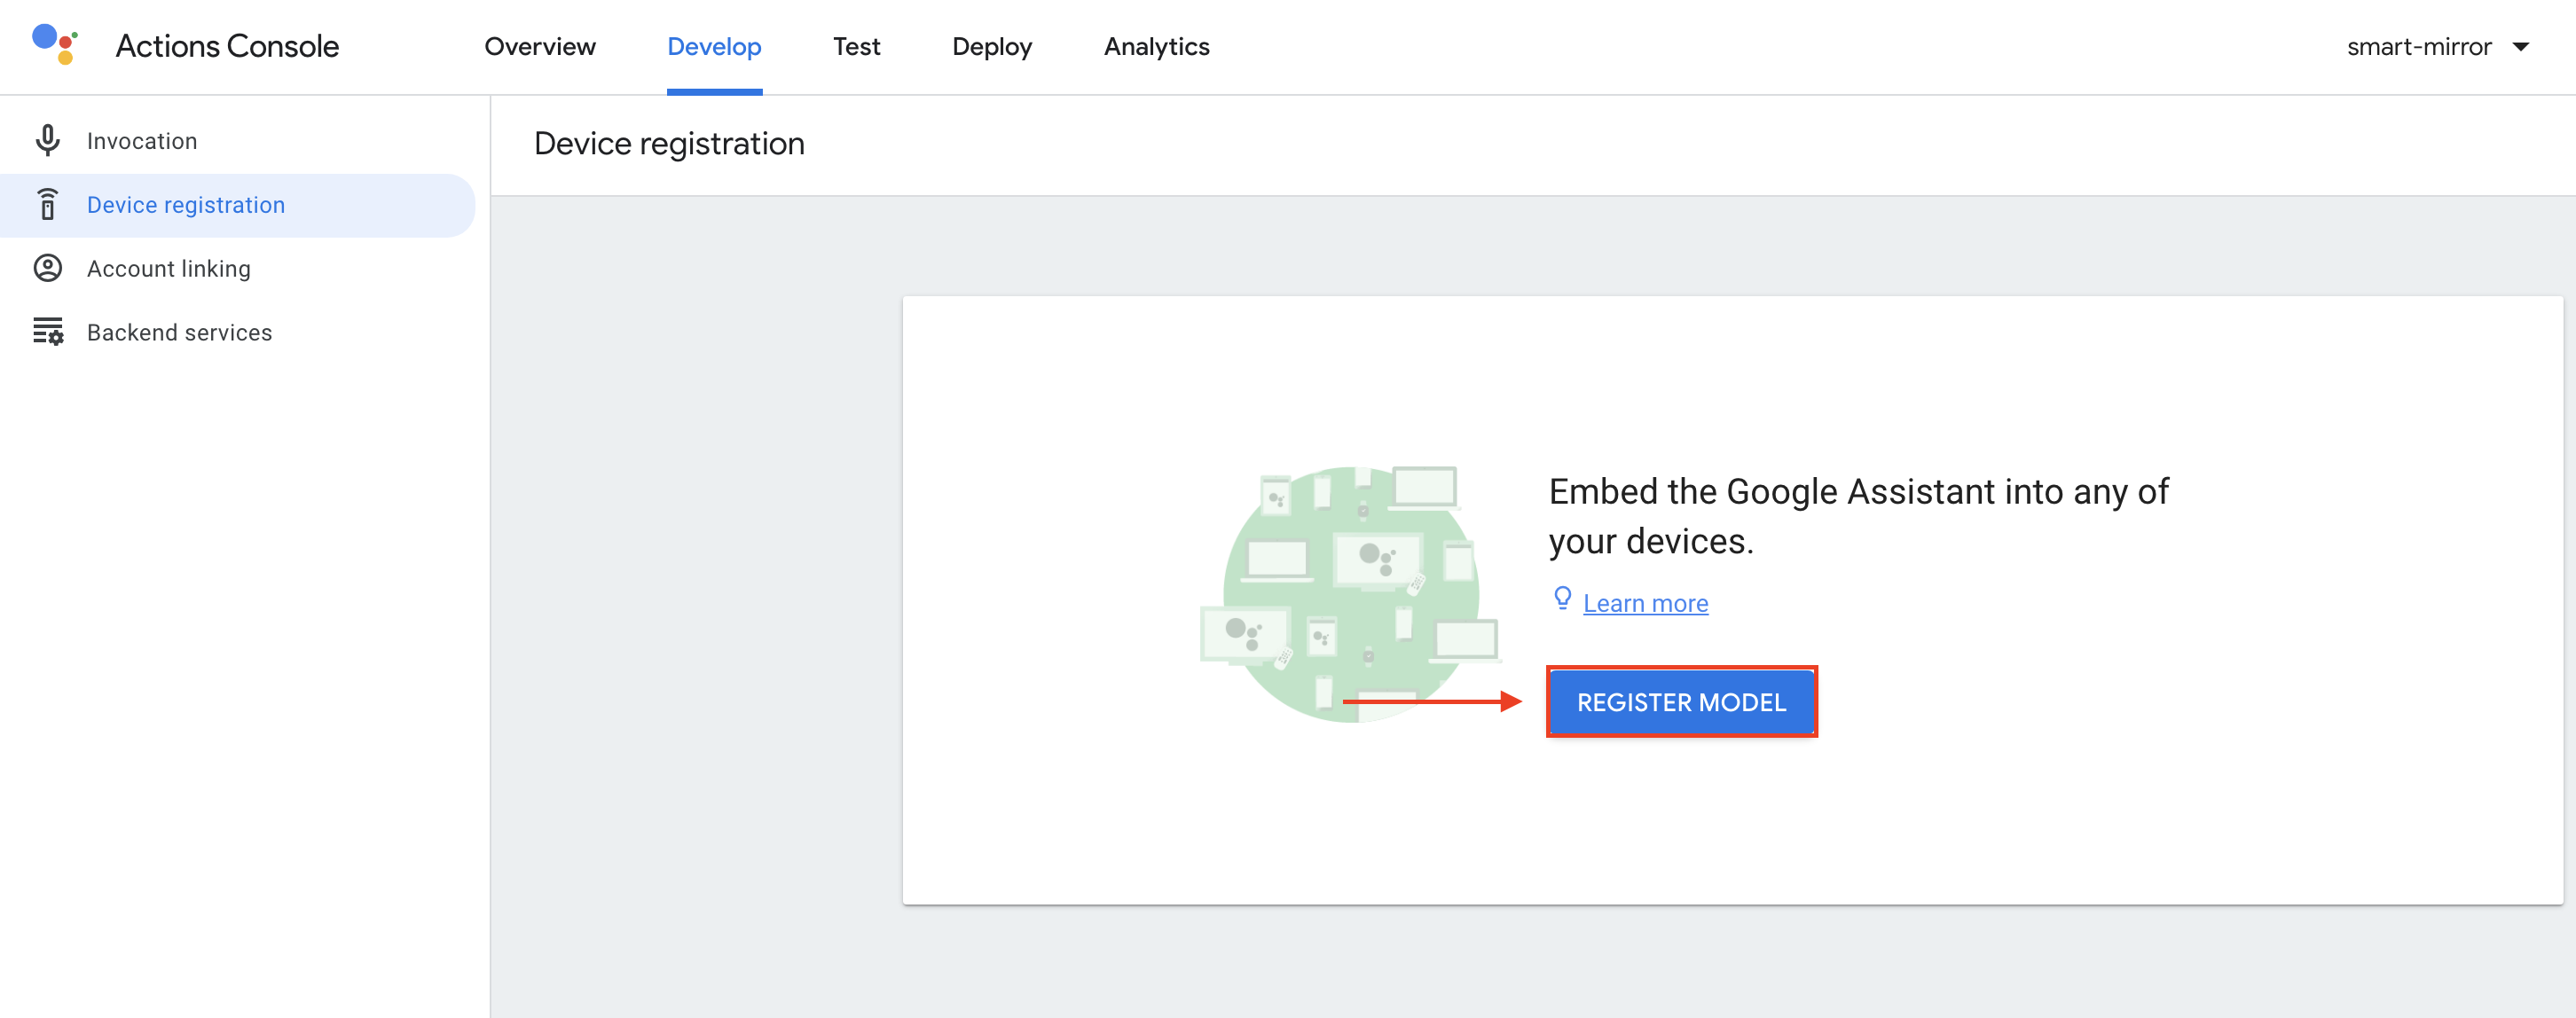 Actions Console
Overview
Develop
Test
Deploy
Analytics
smart-mirror
Invocation
Device registration
Account linking
Backend services
Device registration
Embed the Google Assistant into any of
your devices.
Learn more
REGISTER MODEL